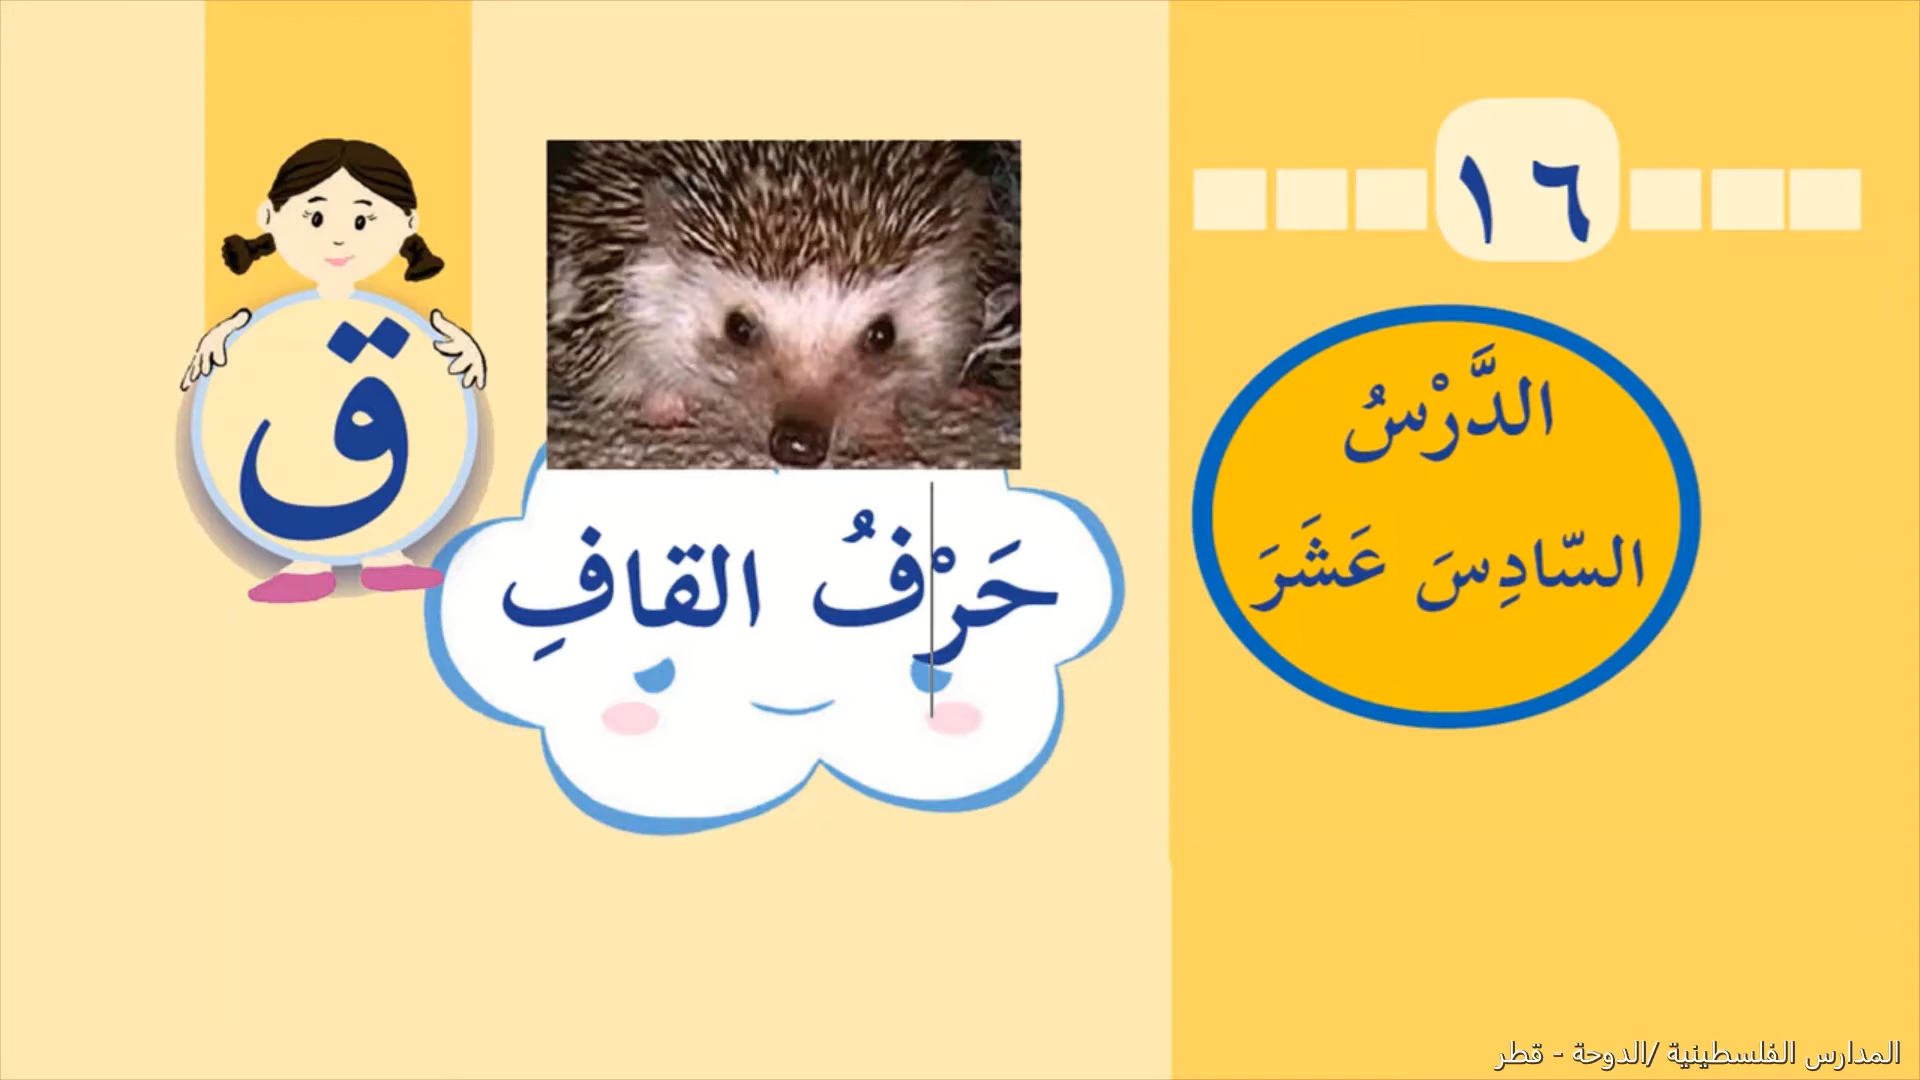 ١٦
الدَّرْسُ
السّادِسَ عَشَرَ
حَرْفُ القافِ
ق
المدارس الفلسطينية /الدوحة - قطر